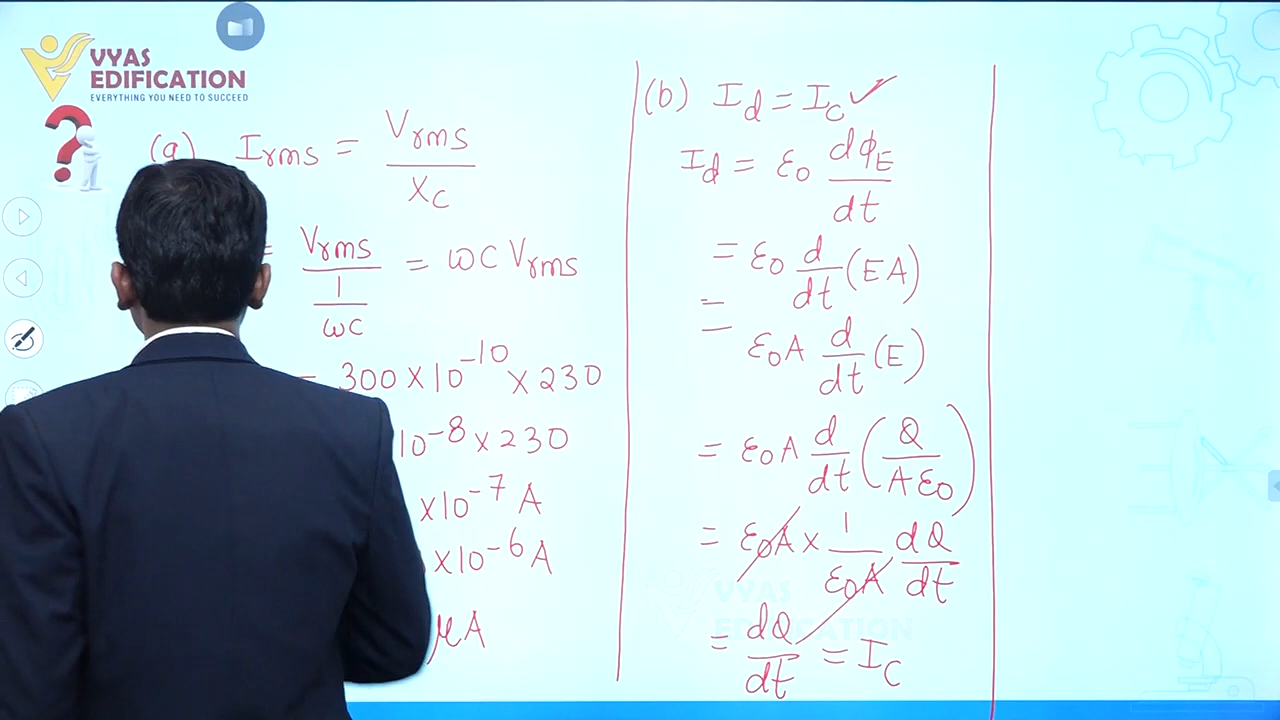 VYAS
EDIFICATION
EVERYTHING YOU NEED TO SUCCEED
(a) Irms = Vrms / XC
= Vrms / (1 / ωC) = ωC Vrms
= 300 × 10⁻¹⁰ × 230
10⁻⁸ × 230
× 10⁻⁷ A
× 10⁻⁶ A
μA
(b) Id = Ic ✓
Id = ε0 dϕE / dt
= ε0 d/dt (EA)
= ε0A d/dt (E)
= ε0A d/dt (Q / Aε0)
= ε0A × 1/ε0A dQ/dt
= dQ/dt = IC
VYAS
EDIFICATION